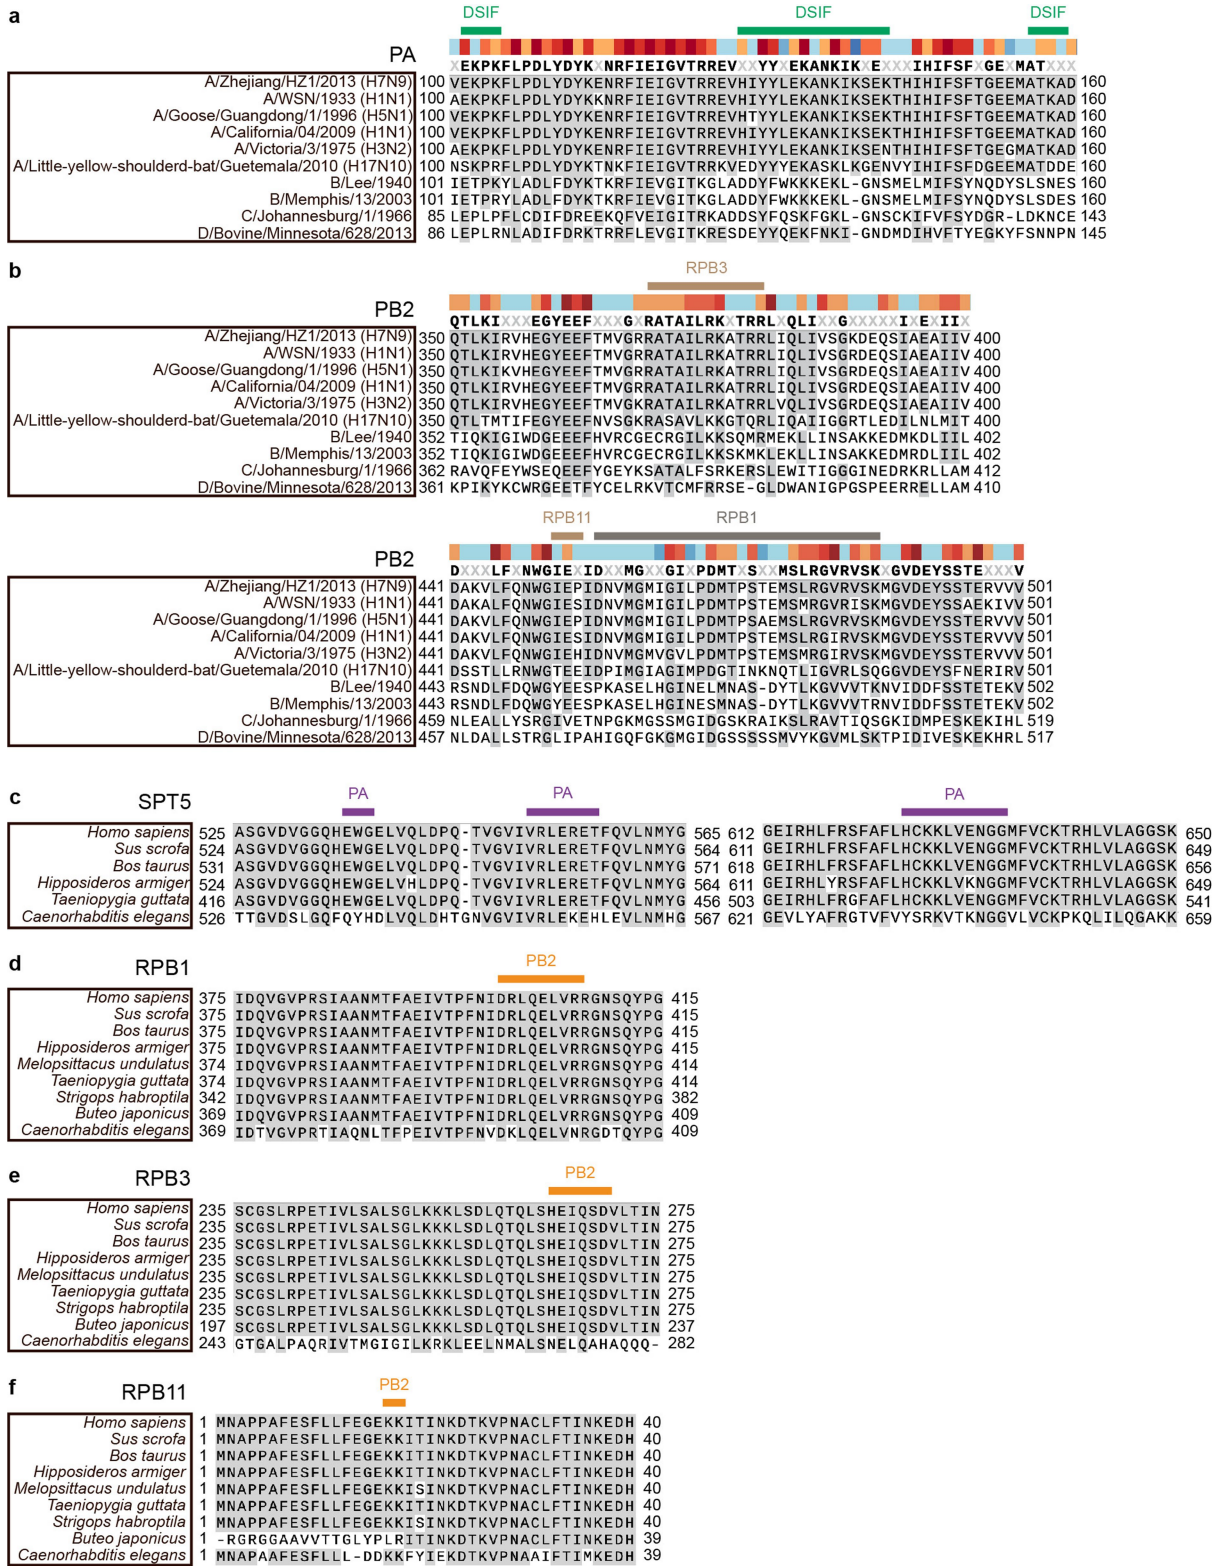 a
DSIF DSIF DSIF
PA
XEKPKFLPDLYDYKXNRFIEIGVTRREVXXYYXEKANKIKXEXXXIHIFSFXGEXMATXXX
A/Zhejiang/HZ1/2013 (H7N9) 100 VEKPKFLPDLYDYKENRFIEIGVTRREVHIYYLEKANKIKSEKTHIHIFSFTGEEMATKAD 160
A/WSN/1933 (H1N1) 100 AEKPKFLPDLYDYKKNRFIEIGVTRREVHIYYLEKANKIKSEKTHIHIFSFTGEEMATKAD 160
A/Goose/Guangdong/1/1996 (H5N1) 100 VEKPKFLPDLYDYKENRFIEIGVTRREVHTYYLEKANKIKSEKTHIHIFSFTGEEMATKAD 160
A/California/04/2009 (H1N1) 100 VEKPKFLPDLYDYKENRFIEIGVTRREVHIYYLEKANKIKSEKTHIHIFSFTGEEMATKAD 160
A/Victoria/3/1975 (H3N2) 100 AEKPKFLPDLYDYKENRFIEIGVTRREVHIYYLEKANKIKSENTHIHIFSFTGEGMATKAD 160
A/Little-yellow-shoulderd-bat/Guetemala/2010 (H17N10) 100 NSKPRFLPDLYDYKTNKFIEIGVTRRKVEDYYYEKASKLKGENVYIHIFSFDGEEMATDDE 160
B/Lee/1940 101 IETPKYLADLFDYKTKRFIEVGITKGLADDYFWKKKEKL-GNSMELMIFSYNQDYSLSNES 160
B/Memphis/13/2003 101 IETPRYLADLFDYKTKRFIEVGITKGLADDYFWKKKEKL-GNSMELMIFSYNQDYSLSDES 160
C/Johannesburg/1/1966 85 LEPLPFLCDIFDREEKQFVEIGITRKADDSYFQSKFGKL-GNSCKIFVFSYDGR-LDKNCE 143
D/Bovine/Minnesota/628/2013 86 LEPLRNLADIFDRKTRRFLEVGITKRESDEYYQEKFNKI-GNDMDIHVFTYEGKYFSNNPN 145
b
RPB3
PB2
QTLKIXXXEGYEEFXXXGXRATAILRKXTRRLXQLIXXGXXXXXIXEXIIX
A/Zhejiang/HZ1/2013 (H7N9) 350 QTLKIRVHEGYEEFTMVGRRATAILRKATRRLIQLIVSGKDEQSIAEAIIV 400
A/WSN/1933 (H1N1) 350 QTLKIRVHEGYEEFTMVGRRATAILRKATRRLIQLIVSGRDEQSIAEAIIV 400
A/Goose/Guangdong/1/1996 (H5N1) 350 QTLKIKVHEGYEEFTMVGRRATAILRKATRRLIQLIVSGRDEQSIAEAIIV 400
A/California/04/2009 (H1N1) 350 QTLKIRVHEGYEEFTMVGRRATAILRKATRRLIQLIVSGRDEQSIAEAIIV 400
A/Victoria/3/1975 (H3N2) 350 QTLKIRVHEGYEEFTMVGKRATAILRKATRRLVQLIVSGRDEQSIAEAIIV 400
A/Little-yellow-shoulderd-bat/Guetemala/2010 (H17N10) 350 QTLTMTIFEGYEEFNVSGKRASAVLKKGTQRLIQAIIGGRTLEDILNLMIT 400
B/Lee/1940 352 TIQKIGIWDGEEEFHVRCGECRGILKKSQMRMEKLLINSAKKEDMKDLIIL 402
B/Memphis/13/2003 352 TIQKIGIWDGEEEFHVRCGECRGILKKSKMKLEKLLINSAKKEDMRDLIIL 402
C/Johannesburg/1/1966 362 RAVQFEYWSEQEEFYGEYKSATALFSRKERSLEWITIGGGINEDRKRLLAM 412
D/Bovine/Minnesota/628/2013 361 KPIKYKCWRGEETFYCELRKVTCMFRRSE-GLDWANIGPGSPEERRELLAM 410
RPB11 RPB1
PB2
DXXXLFXNWGIEXIDXXMGXXGIXPDMTXSXXMSLRGVRVSKXGVDEYSSTEXXXV
A/Zhejiang/HZ1/2013 (H7N9) 441 DAKVLFQNWGIEPIDNVMGMIGILPDMTPSTEMSLRGVRVSKMGVDEYSSTERVVV 501
A/WSN/1933 (H1N1) 441 DAKALFQNWGIESIDNVMGMIGILPDMTPSTEMSMRGVRISKMGVDEYSSAEKIVV 501
A/Goose/Guangdong/1/1996 (H5N1) 441 DAKVLFQNWGIEPIDNVMGMIGILPDMTPSAEMSLRGVRVSKMGVDEYSSTERVVV 501
A/California/04/2009 (H1N1) 441 DAKVLFQNWGIEHIDNVMGMIGVLPDMTPSTEMSLRGIRVSKMGVDEYSSTERVVV 501
A/Victoria/3/1975 (H3N2) 441 DAKVLFQNWGIEHIDNVMGMVGVLPDMTPSTEMSMRGIRVSKMGVDEYSSTERVVV 501
A/Little-yellow-shoulderd-bat/Guetemala/2010 (H17N10) 441 DSSTLLRNWGTEEIDPIMGIAGIMPDGTINKNQTLIGVRLSQGGVDEYSFNERIRV 501
B/Lee/1940 443 RSNDLFDQWGYEESPKASELHGINELMNAS-DYTLKGVVVTKNVIDDFSSTETEKV 502
B/Memphis/13/2003 443 RSNDLFDQWGYEESPKASELHGINELMNAS-DYTLKGVVVTRNVIDDFSSTETEKV 502
C/Johannesburg/1/1966 459 NLEALLYSRGIVETNPGKMGSSMGIDGSKRAIKSLRAVTIQSGKIDMPESKEKIHL 519
D/Bovine/Minnesota/628/2013 457 NLDALLSTRGLIPAHIGQFGKGMGIDGSSSSSMVYKGVMLSKTPIDIVESKEKHRL 517
c
PA PA PA
SPT5
Homo sapiens 525 ASGVDVGGQHEWGELVQLDPQ-TVGVIVRLERETFQVLNMYG 565 612 GEIRHLFRSFAFLHCKKLVENGGMFVCKTRHLVLAGGSK 650
Sus scrofa 524 ASGVDVGGQHEWGELVQLDPQ-TVGVIVRLERETFQVLNMYG 564 611 GEIRHLFRSFAFLHCKKLVENGGMFVCKTRHLVLAGGSK 649
Bos taurus 531 ASGVDVGGQHEWGELVQLDPQ-TVGVIVRLERETFQVLNMYG 571 618 GEIRHLFRSFAFLHCKKLVENGGMFVCKTRHLVLAGGSK 656
Hipposideros armiger 524 ASGVDVGGQHEWGELVHLDPQ-TVGVIVRLERETFQVLNMYG 564 611 GEIRHLYRSFAFLHCKKLVKNGGMFVCKTRHLVLAGGSK 649
Taeniopygia guttata 416 ASGVDVGGQHEWGELVQLDPQ-TVGVIVRLERETFQVLNMYG 456 503 GEIRHLFRGFAFLHCKKLVENGGMFVCKTRHLVLAGGSK 541
Caenorhabditis elegans 526 TTGVDSLGQFQYHDLVQLDHTGNVGVIVRLEKEHLEVLNMHG 567 621 GEVLYAFRGTVFVYSRKVTKNGGVLVCKPKQLILQGAKK 659
d
PB2
RPB1
Homo sapiens 375 IDQVGVPRSIAANMTFAEIVTPFNIDRLQELVRRGNSQYPG 415
Sus scrofa 375 IDQVGVPRSIAANMTFAEIVTPFNIDRLQELVRRGNSQYPG 415
Bos taurus 375 IDQVGVPRSIAANMTFAEIVTPFNIDRLQELVRRGNSQYPG 415
Hipposideros armiger 375 IDQVGVPRSIAANMTFAEIVTPFNIDRLQELVRRGNSQYPG 415
Melopsittacus undulatus 374 IDQVGVPRSIAANMTFAEIVTPFNIDRLQELVRRGNSQYPG 414
Taeniopygia guttata 374 IDQVGVPRSIAANMTFAEIVTPFNIDRLQELVRRGNSQYPG 414
Strigops habroptila 342 IDQVGVPRSIAANMTFAEIVTPFNIDRLQELVRRGNSQYPG 382
Buteo japonicus 369 IDQVGVPRSIAANMTFAEIVTPFNIDRLQELVRRGNSQYPG 409
Caenorhabditis elegans 369 IDTVGVPRTIAQNLTFPEIVTPFNVDKLQELVNRGDTQYPG 409
e
PB2
RPB3
Homo sapiens 235 SCGSLRPETIVLSALSGLKKKLSDLQTQLSHEIQSDVLTIN 275
Sus scrofa 235 SCGSLRPETIVLSALSGLKKKLSDLQTQLSHEIQSDVLTIN 275
Bos taurus 235 SCGSLRPETIVLSALSGLKKKLSDLQTQLSHEIQSDVLTIN 275
Hipposideros armiger 235 SCGSLRPETIVLSALSGLKKKLSDLQTQLSHEIQSDVLTIN 275
Melopsittacus undulatus 235 SCGSLRPETIVLSALSGLKKKLSDLQTQLSHEIQSDVLTIN 275
Taeniopygia guttata 235 SCGSLRPETIVLSALSGLKKKLSDLQTQLSHEIQSDVLTIN 275
Strigops habroptila 235 SCGSLRPETIVLSALSGLKKKLSDLQTQLSHEIQSDVLTIN 275
Buteo japonicus 197 SCGSLRPETIVLSALSGLKKKLSDLQTQLSHEIQSDVLTIN 237
Caenorhabditis elegans 243 GTGALPAQRIVTMGIGILKRKLEELNMALSNELQAHAQQQ- 282
f
PB2
RPB11
Homo sapiens 1 MNAPPAFESFLLFEGEKKITINKDTKVPNACLFTINKEDH 40
Sus scrofa 1 MNAPPAFESFLLFEGEKKITINKDTKVPNACLFTINKEDH 40
Bos taurus 1 MNAPPAFESFLLFEGEKKITINKDTKVPNACLFTINKEDH 40
Hipposideros armiger 1 MNAPPAFESFLLFEGEKKITINKDTKVPNACLFTINKEDH 40
Melopsittacus undulatus 1 MNAPPAFESFLLFEGEKKISINKDTKVPNACLFTINKEDH 40
Taeniopygia guttata 1 MNAPPAFESFLLFEGEKKITINKDTKVPNACLFTINKEDH 40
Strigops habroptila 1 MNAPPAFESFLLFEGEKKISINKDTKVPNACLFTINKEDH 40
Buteo japonicus 1 -RGRGGAAVVTTGLYPLRITINKDTKVPNACLFTINKEDH 39
Caenorhabditis elegans 1 MNAPAAFESFLLL-DDKKFYIEKDTKVPNAAIFTIMKEDH 39